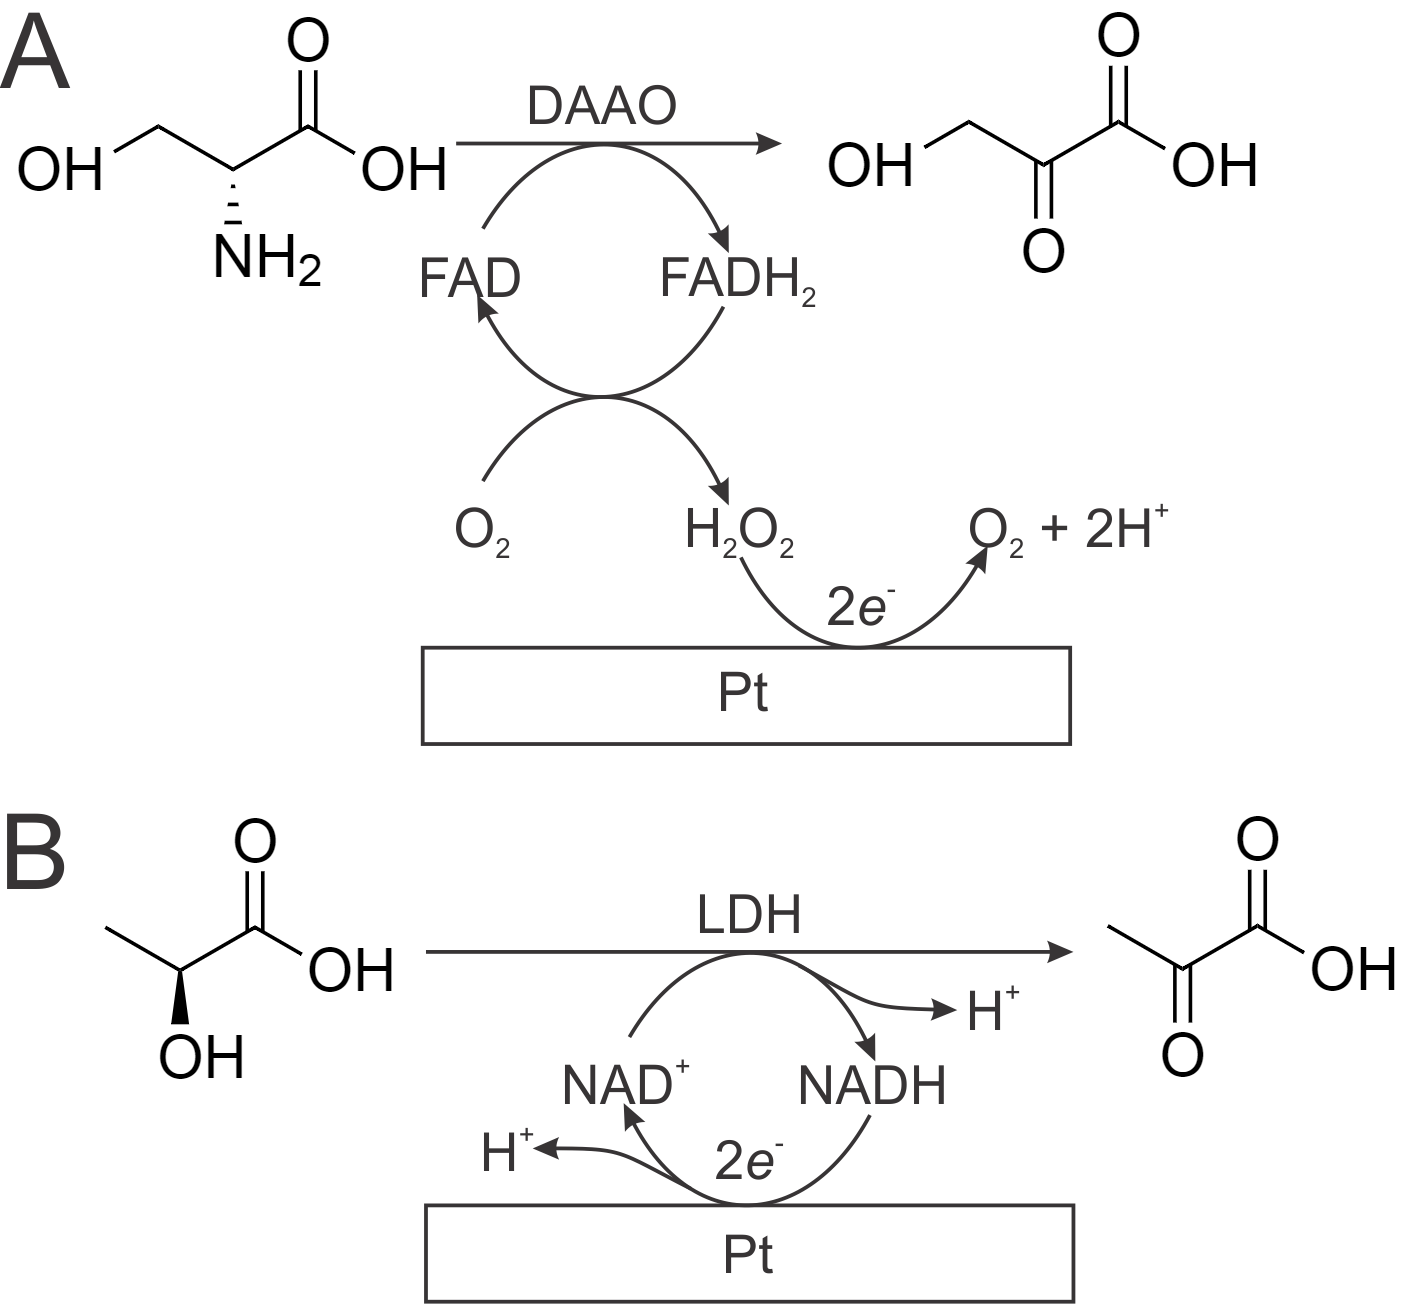 A
O
O
DAAO
OH
OH
OH
OH
NH2
O
FAD
FADH₂
O₂
H₂O₂
O₂ + 2H⁺
2e⁻
Pt
B
O
O
LDH
OH
OH
H⁺
OH
O
NAD⁺
NADH
H⁺
2e⁻
Pt